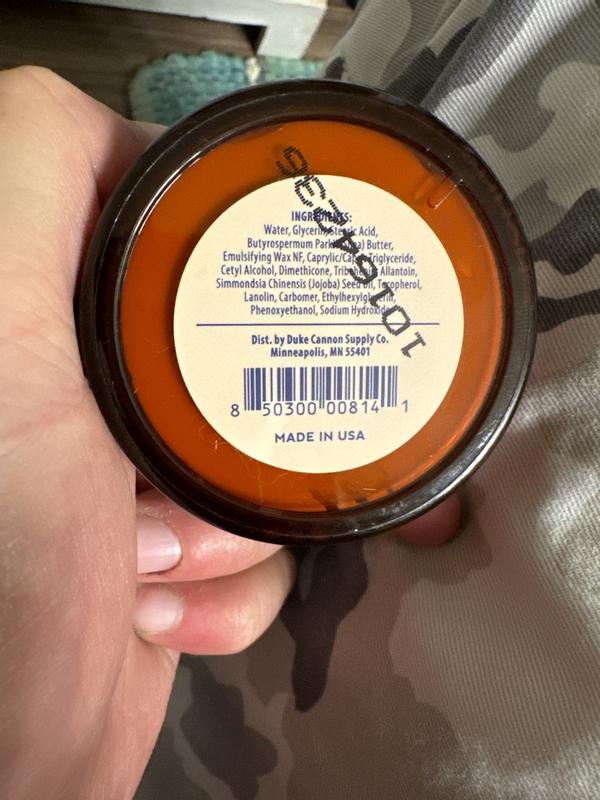 INGREDIENTS:
Water, Glycerin, Stearic Acid,
Butyrospermum Parkii (Shea) Butter,
Emulsifying Wax NF, Caprylic/Capric Triglyceride,
Cetyl Alcohol, Dimethicone, Tribehenin, Allantoin,
Simmondsia Chinensis (Jojoba) Seed Oil, Tocopherol,
Lanolin, Carbomer, Ethylhexylglycerin,
Phenoxyethanol, Sodium Hydroxide
Dist. by Duke Cannon Supply Co.
Minneapolis, MN 55401
8 50300 00814 1
MADE IN USA